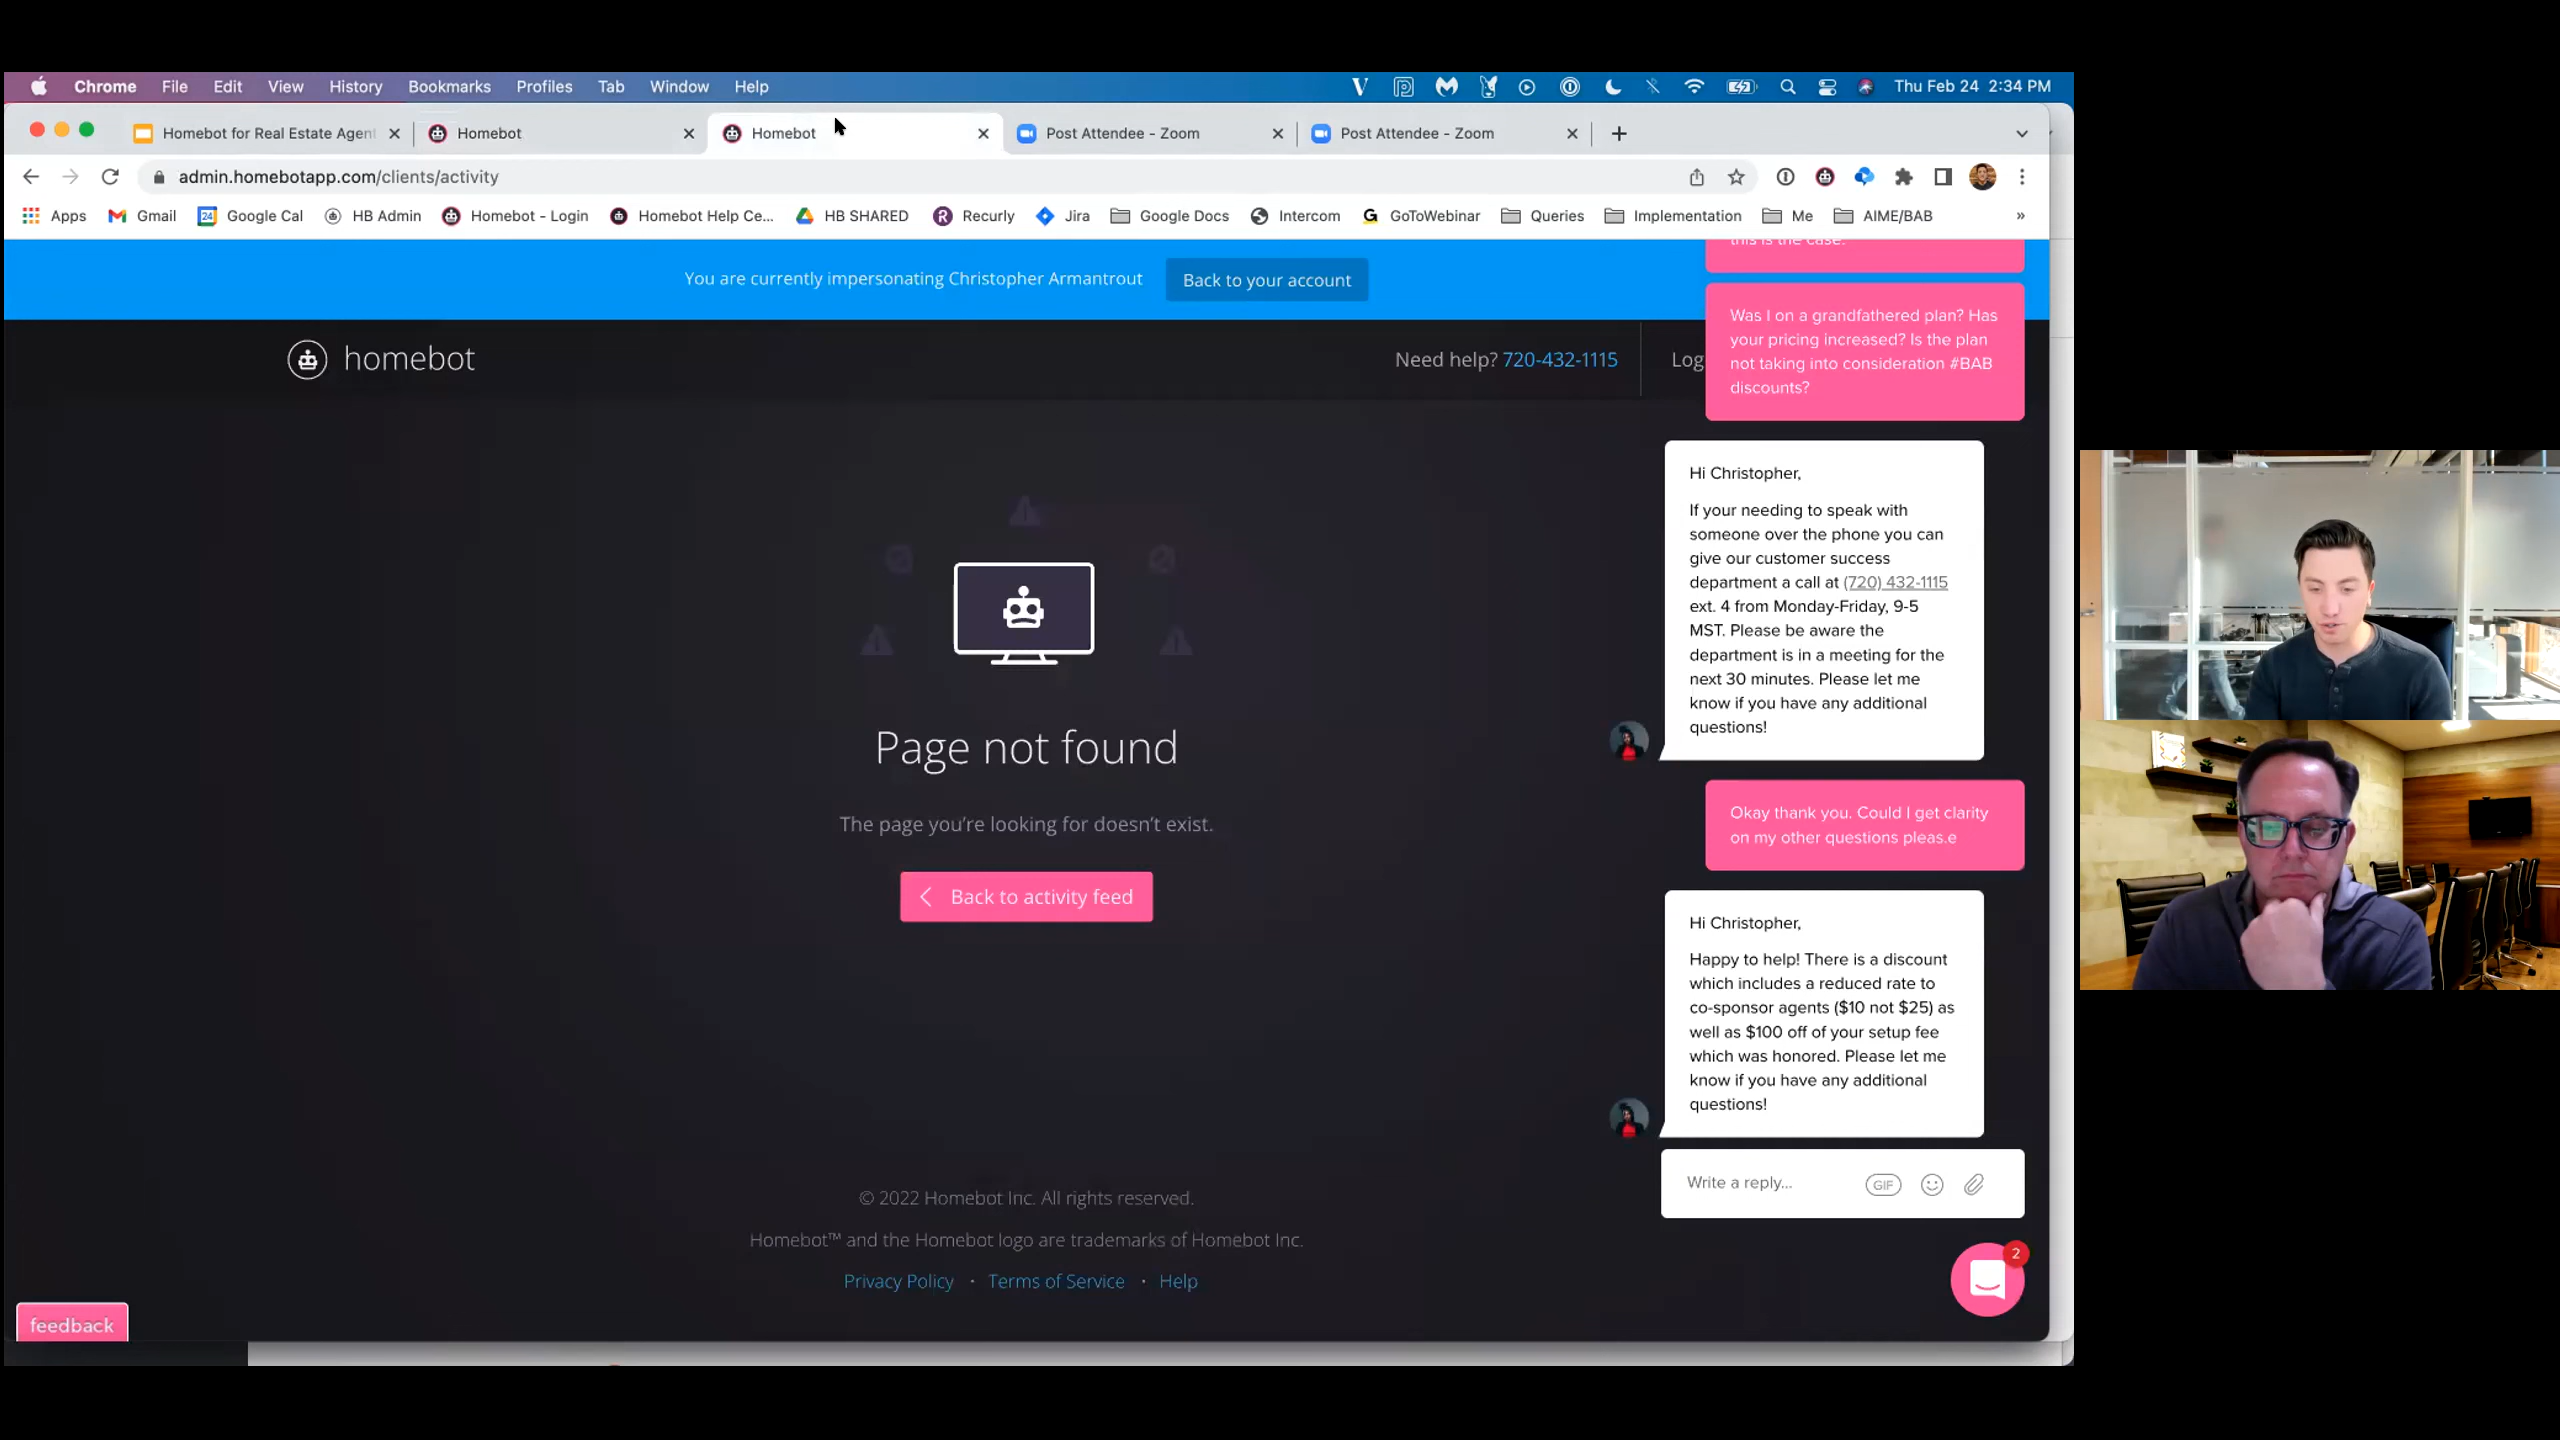 Chrome File Edit View History Bookmarks Profiles Tab Window Help Thu Feb 24 2:34 PM
Homebot for Real Estate Agen Homebot Homebot Post Attendee - Zoom Post Attendee - Zoom
admin.homebotapp.com/clients/activity
Apps Gmail 24 Google Cal HB Admin Homebot - Login Homebot Help Ce... HB SHARED Recurly Jira Google Docs Intercom GoToWebinar Queries Implementation Me AIME/BAB »
this is the case.
You are currently impersonating Christopher Armantrout Back to your account
homebot
Need help? 720-432-1115
Log
Was I on a grandfathered plan? Has
your pricing increased? Is the plan
not taking into consideration #BAB
discounts?
Hi Christopher,
If your needing to speak with
someone over the phone you can
give our customer success
department a call at (720) 432-1115
ext. 4 from Monday-Friday, 9-5
MST. Please be aware the
department is in a meeting for the
next 30 minutes. Please let me
know if you have any additional
questions!
Page not found
The page you're looking for doesn't exist.
Back to activity feed
Okay thank you. Could I get clarity
on my other questions pleas.e
Hi Christopher,
Happy to help! There is a discount
which includes a reduced rate to
co-sponsor agents ($10 not $25) as
well as $100 off of your setup fee
which was honored. Please let me
know if you have any additional
questions!
Write a reply... GIF
2
© 2022 Homebot Inc. All rights reserved.
Homebot™ and the Homebot logo are trademarks of Homebot Inc.
Privacy Policy · Terms of Service · Help
feedback